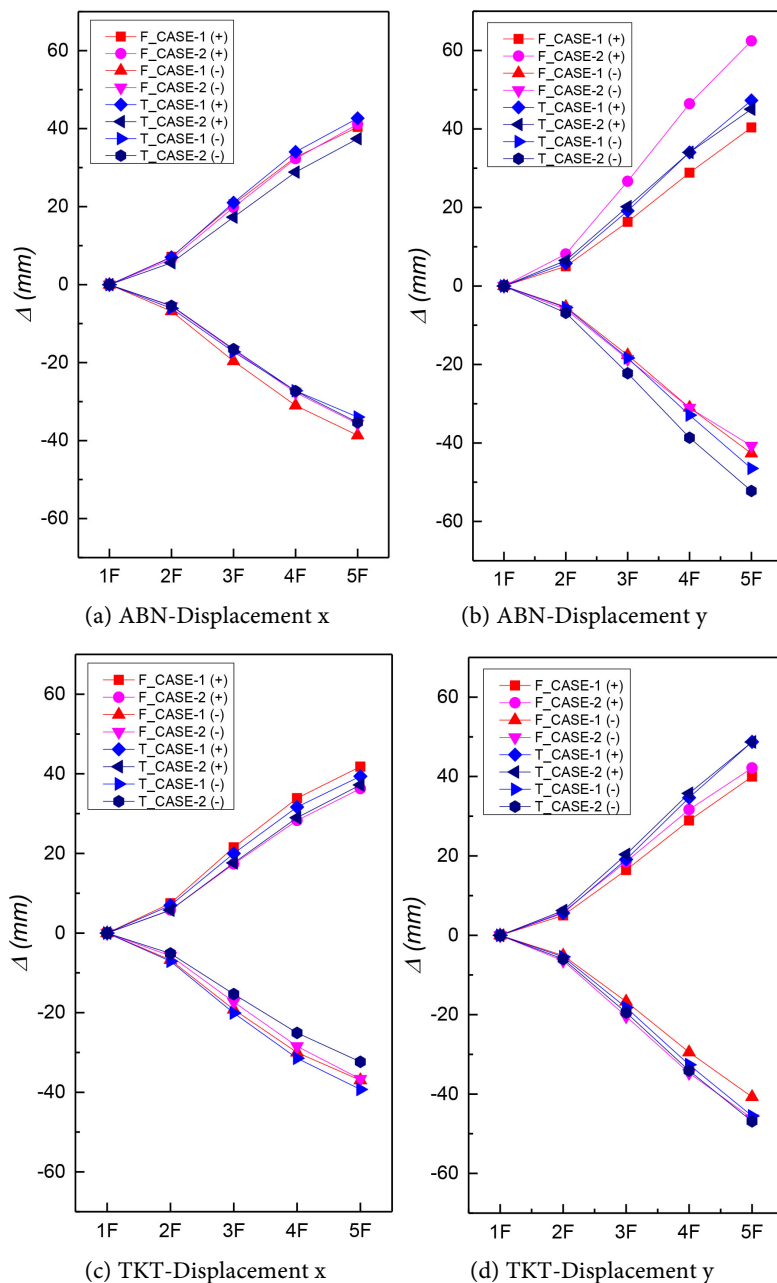 60
40
20
0
-20
-40
-60
Δ (mm)
F_CASE-1 (+)
F_CASE-2 (+)
F_CASE-1 (-)
F_CASE-2 (-)
T_CASE-1 (+)
T_CASE-2 (+)
T_CASE-1 (-)
T_CASE-2 (-)
1F 2F 3F 4F 5F
(a) ABN-Displacement x
60
40
20
0
-20
-40
-60
Δ (mm)
F_CASE-1 (+)
F_CASE-2 (+)
F_CASE-1 (-)
F_CASE-2 (-)
T_CASE-1 (+)
T_CASE-2 (+)
T_CASE-1 (-)
T_CASE-2 (-)
1F 2F 3F 4F 5F
(b) ABN-Displacement y
60
40
20
0
-20
-40
-60
Δ (mm)
F_CASE-1 (+)
F_CASE-2 (+)
F_CASE-1 (-)
F_CASE-2 (-)
T_CASE-1 (+)
T_CASE-2 (+)
T_CASE-1 (-)
T_CASE-2 (-)
1F 2F 3F 4F 5F
(c) TKT-Displacement x
60
40
20
0
-20
-40
-60
Δ (mm)
F_CASE-1 (+)
F_CASE-2 (+)
F_CASE-1 (-)
F_CASE-2 (-)
T_CASE-1 (+)
T_CASE-2 (+)
T_CASE-1 (-)
T_CASE-2 (-)
1F 2F 3F 4F 5F
(d) TKT-Displacement y